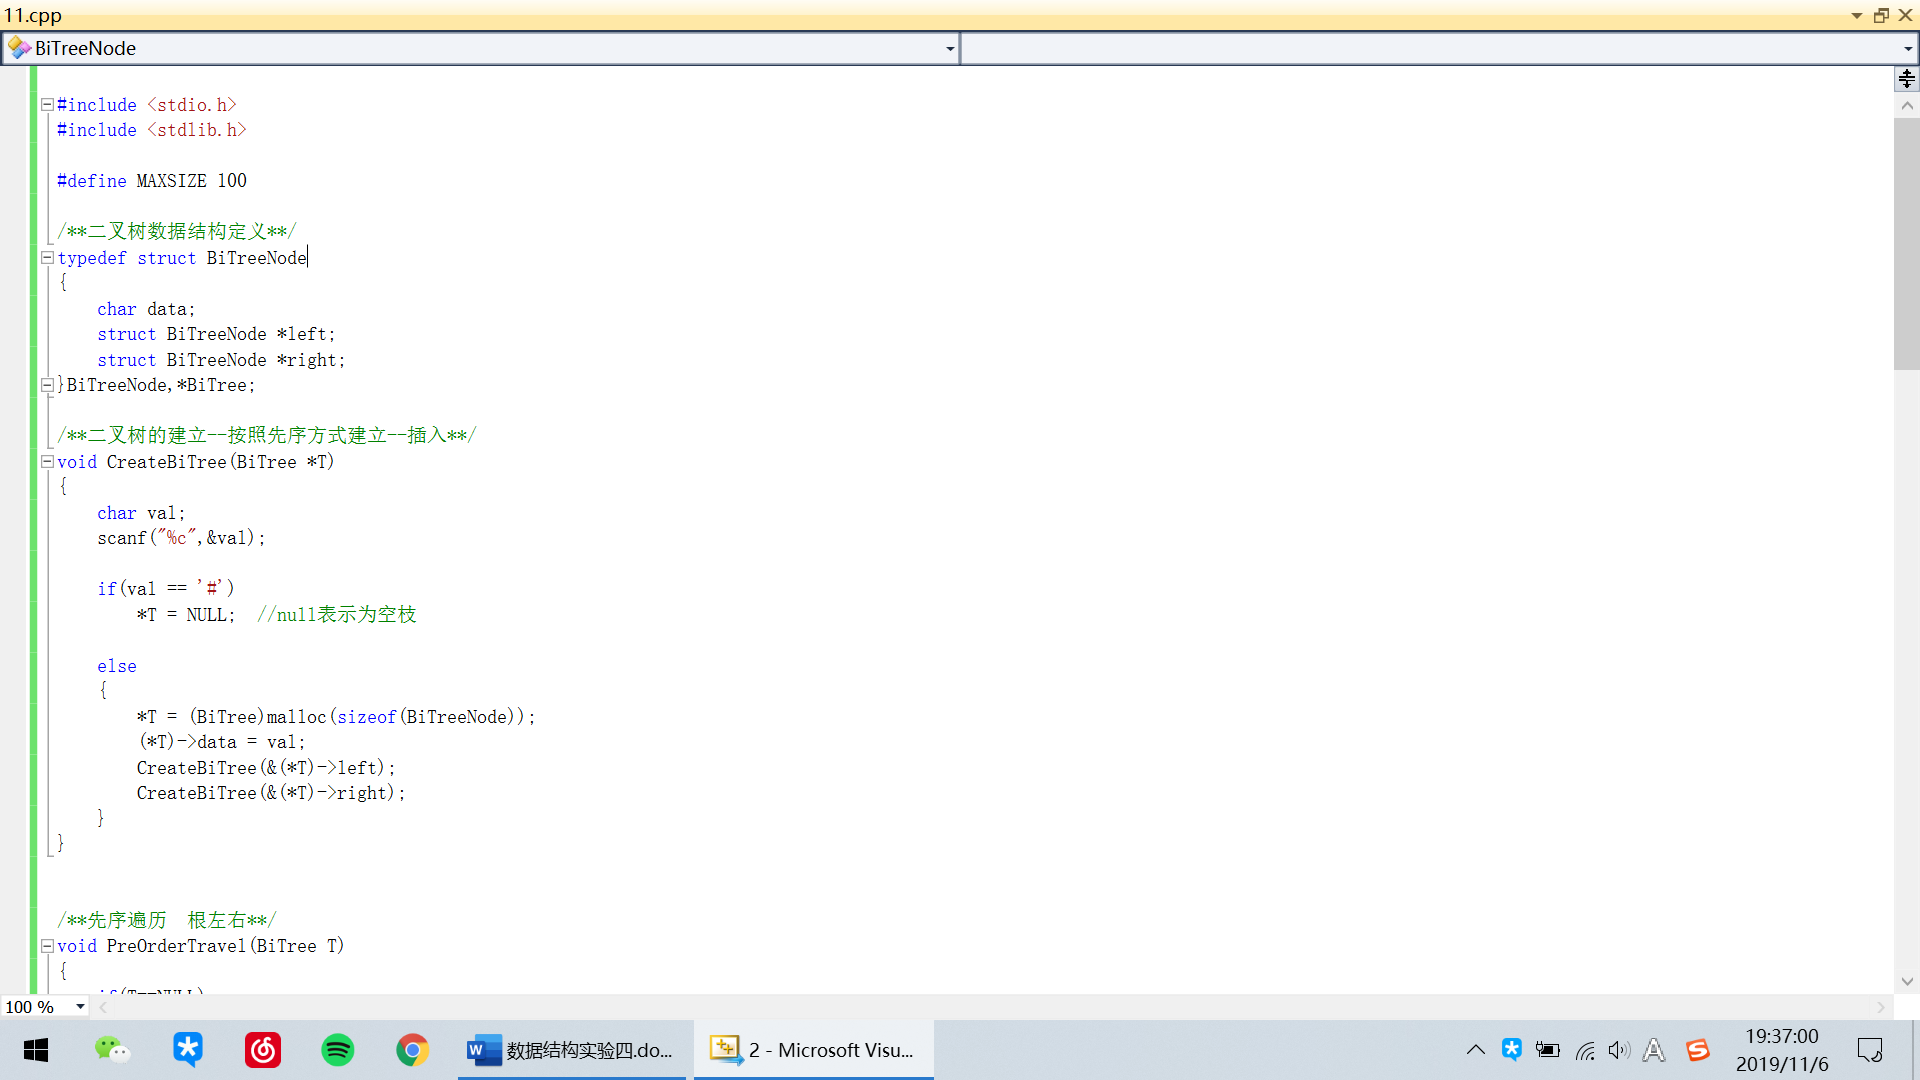 11.cpp
BiTreeNode
#include <stdio.h>
#include <stdlib.h>
#define MAXSIZE 100
/**二叉树数据结构定义**/
typedef struct BiTreeNode
{
    char data;
    struct BiTreeNode *left;
    struct BiTreeNode *right;
}BiTreeNode,*BiTree;
/**二叉树的建立--按照先序方式建立--插入**/
void CreateBiTree(BiTree *T)
{
    char val;
    scanf("%c",&val);
    if(val == '#')
        *T = NULL;  //null表示为空枝
    else
    {
        *T = (BiTree)malloc(sizeof(BiTreeNode));
        (*T)->data = val;
        CreateBiTree(&(*T)->left);
        CreateBiTree(&(*T)->right);
    }
}
/**先序遍历  根左右**/
void PreOrderTravel(BiTree T)
{
    if(T==NULL)
100 %
数据结构实验四.do...
2 - Microsoft Visu...
19:37:00
2019/11/6